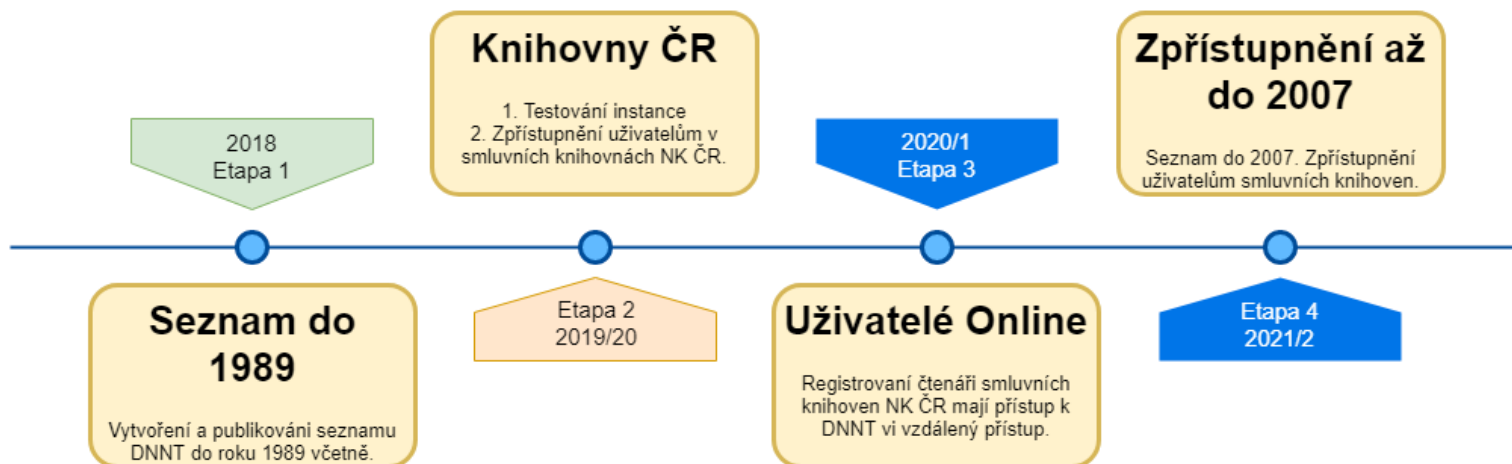 2018
Etapa 1
Seznam do
1989
Vytvoření a publikováni seznamu
DNNT do roku 1989 včetně.
Knihovny ČR
1. Testování instance
2. Zpřístupnění uživatelům v
smluvních knihovnách NK ČR.
Etapa 2
2019/20
2020/1
Etapa 3
Uživatelé Online
Registrovaní čtenáři smluvních
knihoven NK ČR mají přístup k
DNNT vi vzdálený přístup.
Zpřístupnění až
do 2007
Seznam do 2007. Zpřístupnění
uživatelům smluvních knihoven.
Etapa 4
2021/2